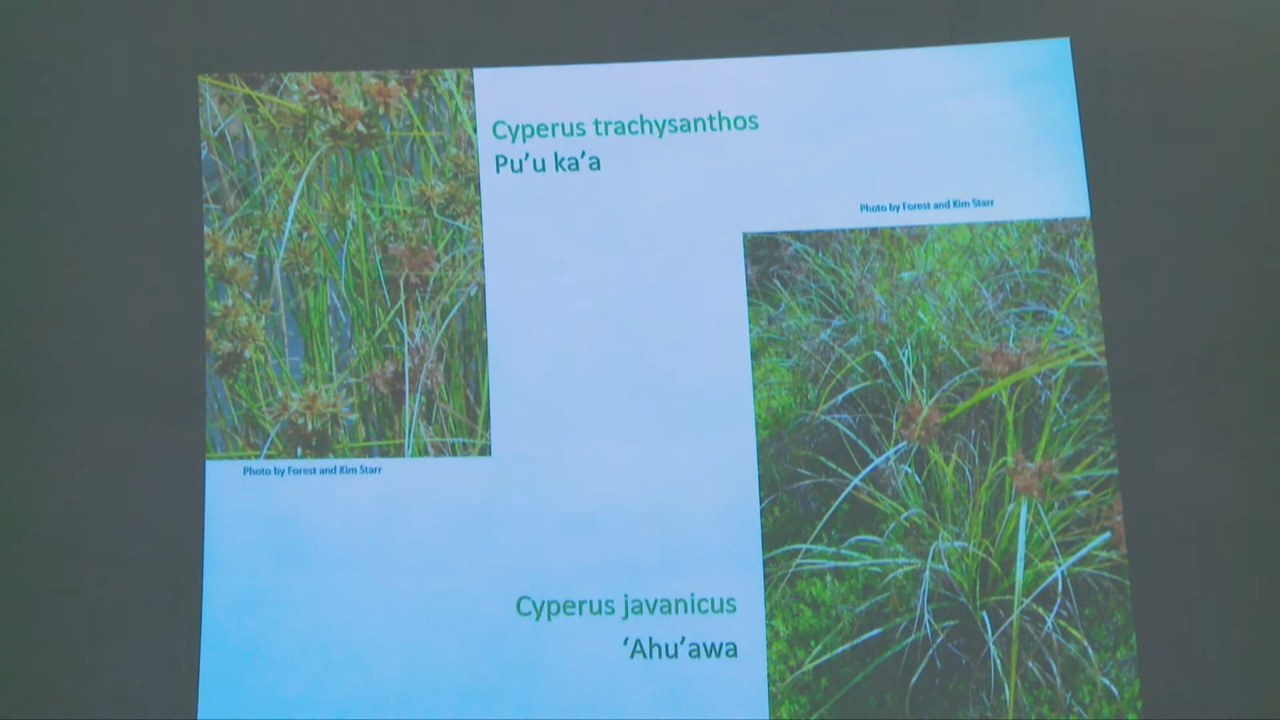 Cyperus trachysanthos
Pu’u ka’a
Photo by Forest and Kim Starr
Photo by Forest and Kim Starr
Cyperus javanicus
‘Ahu’awa